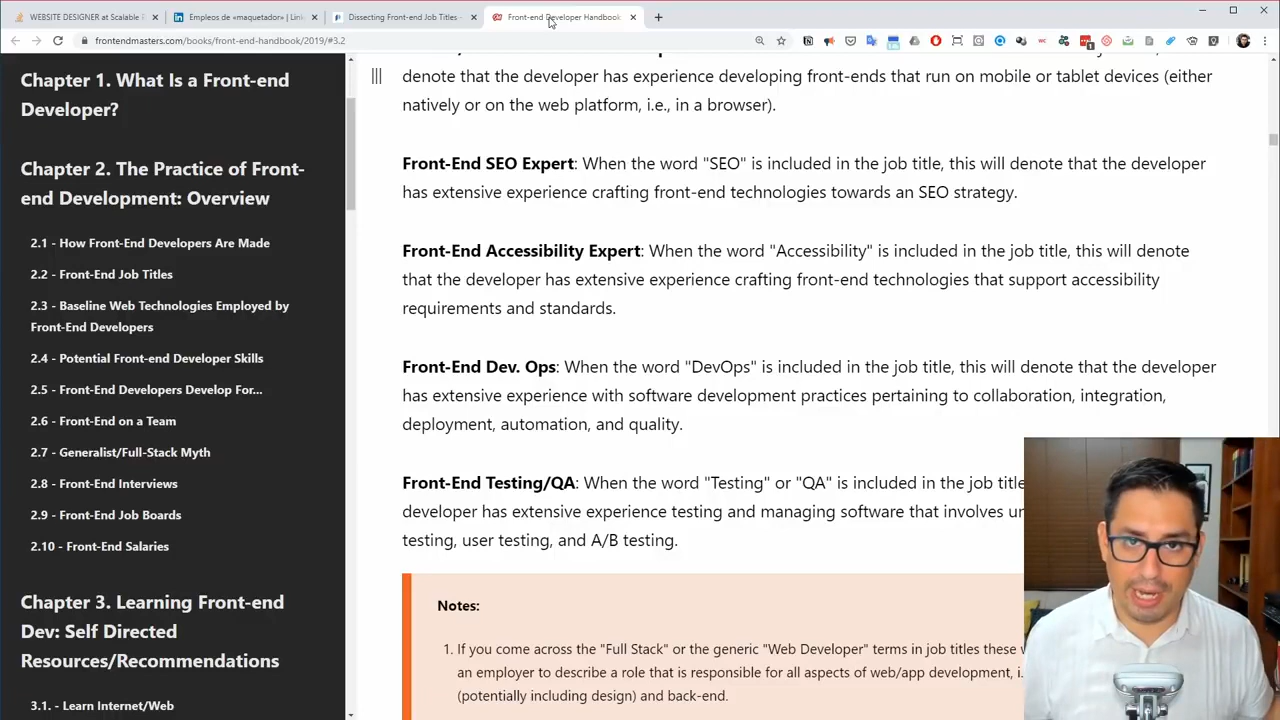 WEBSITE DESIGNER at Scalable
Empleos de «maquetador» | Link
Dissecting Front-end Job Titles -
Front-end Developer Handbook
frontendmasters.com/books/front-end-handbook/2019/#3.2
Chapter 1. What Is a Front-end
Developer?
Chapter 2. The Practice of Front-
end Development: Overview
2.1 - How Front-End Developers Are Made
2.2 - Front-End Job Titles
2.3 - Baseline Web Technologies Employed by
Front-End Developers
2.4 - Potential Front-end Developer Skills
2.5 - Front-End Developers Develop For...
2.6 - Front-End on a Team
2.7 - Generalist/Full-Stack Myth
2.8 - Front-End Interviews
2.9 - Front-End Job Boards
2.10 - Front-End Salaries
Chapter 3. Learning Front-end
Dev: Self Directed
Resources/Recommendations
3.1. - Learn Internet/Web
denote that the developer has experience developing front-ends that run on mobile or tablet devices (either
natively or on the web platform, i.e., in a browser).
Front-End SEO Expert: When the word "SEO" is included in the job title, this will denote that the developer
has extensive experience crafting front-end technologies towards an SEO strategy.
Front-End Accessibility Expert: When the word "Accessibility" is included in the job title, this will denote
that the developer has extensive experience crafting front-end technologies that support accessibility
requirements and standards.
Front-End Dev. Ops: When the word "DevOps" is included in the job title, this will denote that the developer
has extensive experience with software development practices pertaining to collaboration, integration,
deployment, automation, and quality.
Front-End Testing/QA: When the word "Testing" or "QA" is included in the job title
developer has extensive experience testing and managing software that involves un
testing, user testing, and A/B testing.
Notes:
1. If you come across the "Full Stack" or the generic "Web Developer" terms in job titles these
an employer to describe a role that is responsible for all aspects of web/app development, i.
(potentially including design) and back-end.